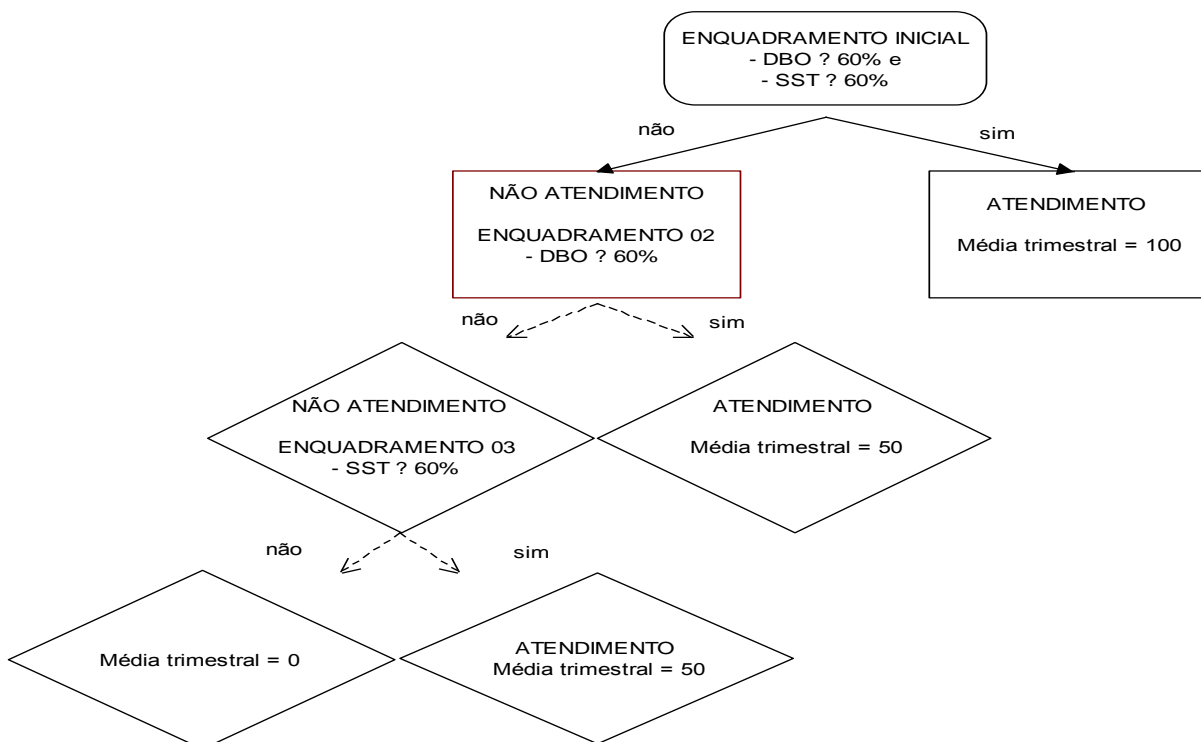 ENQUADRAMENTO INICIAL
- DBO ? 60% e
- SST ? 60%
não
sim
NÃO ATENDIMENTO
ENQUADRAMENTO 02
- DBO ? 60%
ATENDIMENTO
Média trimestral = 100
não
sim
NÃO ATENDIMENTO
ENQUADRAMENTO 03
- SST ? 60%
ATENDIMENTO
Média trimestral = 50
não
sim
Média trimestral = 0
ATENDIMENTO
Média trimestral = 50